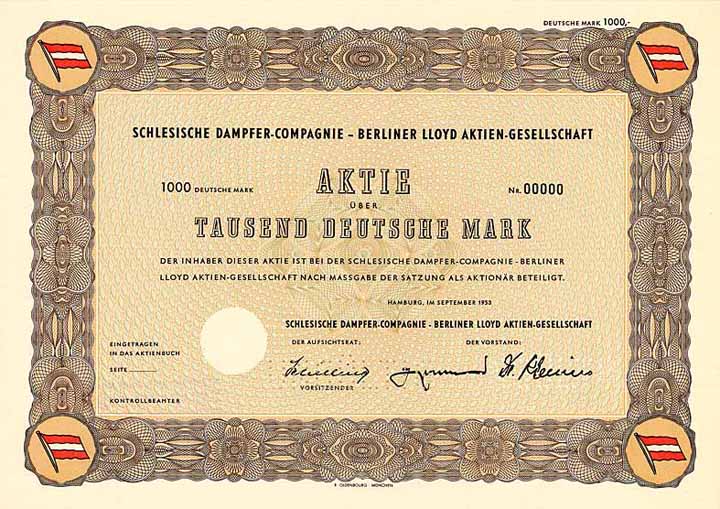 DEUTSCHE MARK 1000,-
SCHLESISCHE DAMPFER-COMPAGNIE – BERLINER LLOYD AKTIEN-GESELLSCHAFT
1000 DEUTSCHE MARK
AKTIE
NR. 00000
ÜBER
TAUSEND DEUTSCHE MARK
DER INHABER DIESER AKTIE IST BEI DER SCHLESISCHE DAMPFER-COMPAGNIE - BERLINER
LLOYD AKTIEN-GESELLSCHAFT NACH MASSGABE DER SATZUNG ALS AKTIONÄR BETEILIGT.
HAMBURG, IM SEPTEMBER 1953
SCHLESISCHE DAMPFER-COMPAGNIE - BERLINER LLOYD AKTIEN-GESELLSCHAFT
EINGETRAGEN
IN DAS AKTIENBUCH
SEITE
KONTROLLBEAMTER
DER AUFSICHTSRAT:
DER VORSTAND:
VORSITZENDER
R OLDENBOURG MÜNCHEN